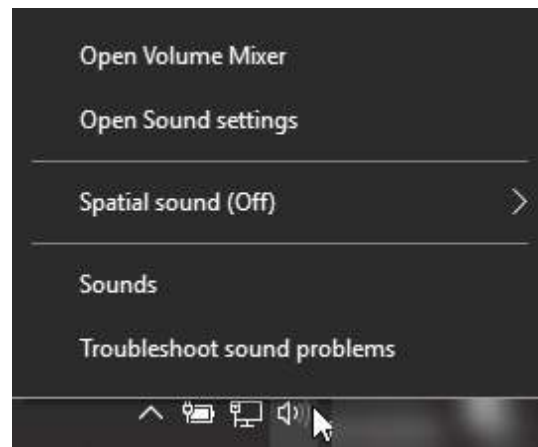 Open Volume Mixer
Open Sound settings
Spatial sound (Off)
Sounds
Troubleshoot sound problems